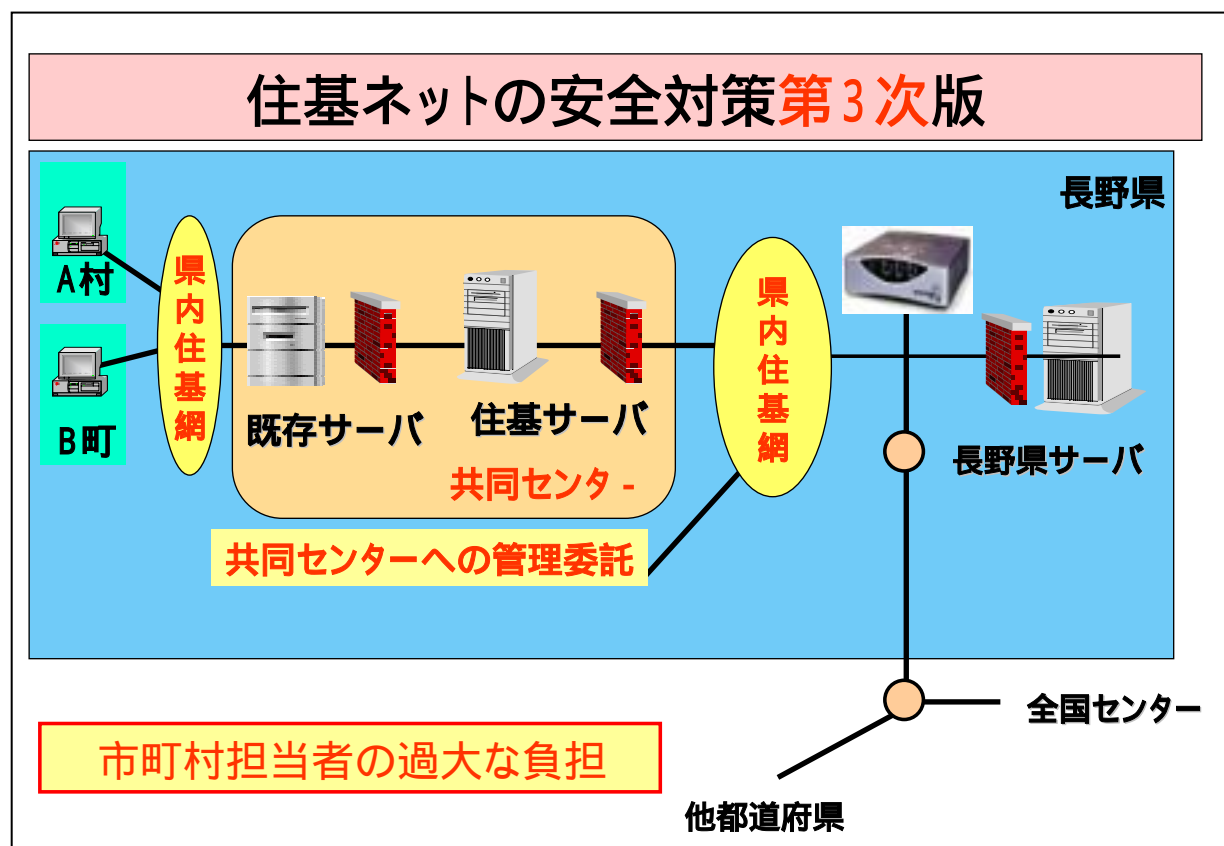 住基ネットの安全対策第３次版
長野県
A村
B町
県内住基網
既存サーバ
住基サーバ
共同センタ-
県内住基網
長野県サーバ
共同センターへの管理委託
全国センター
市町村担当者の過大な負担
他都道府県